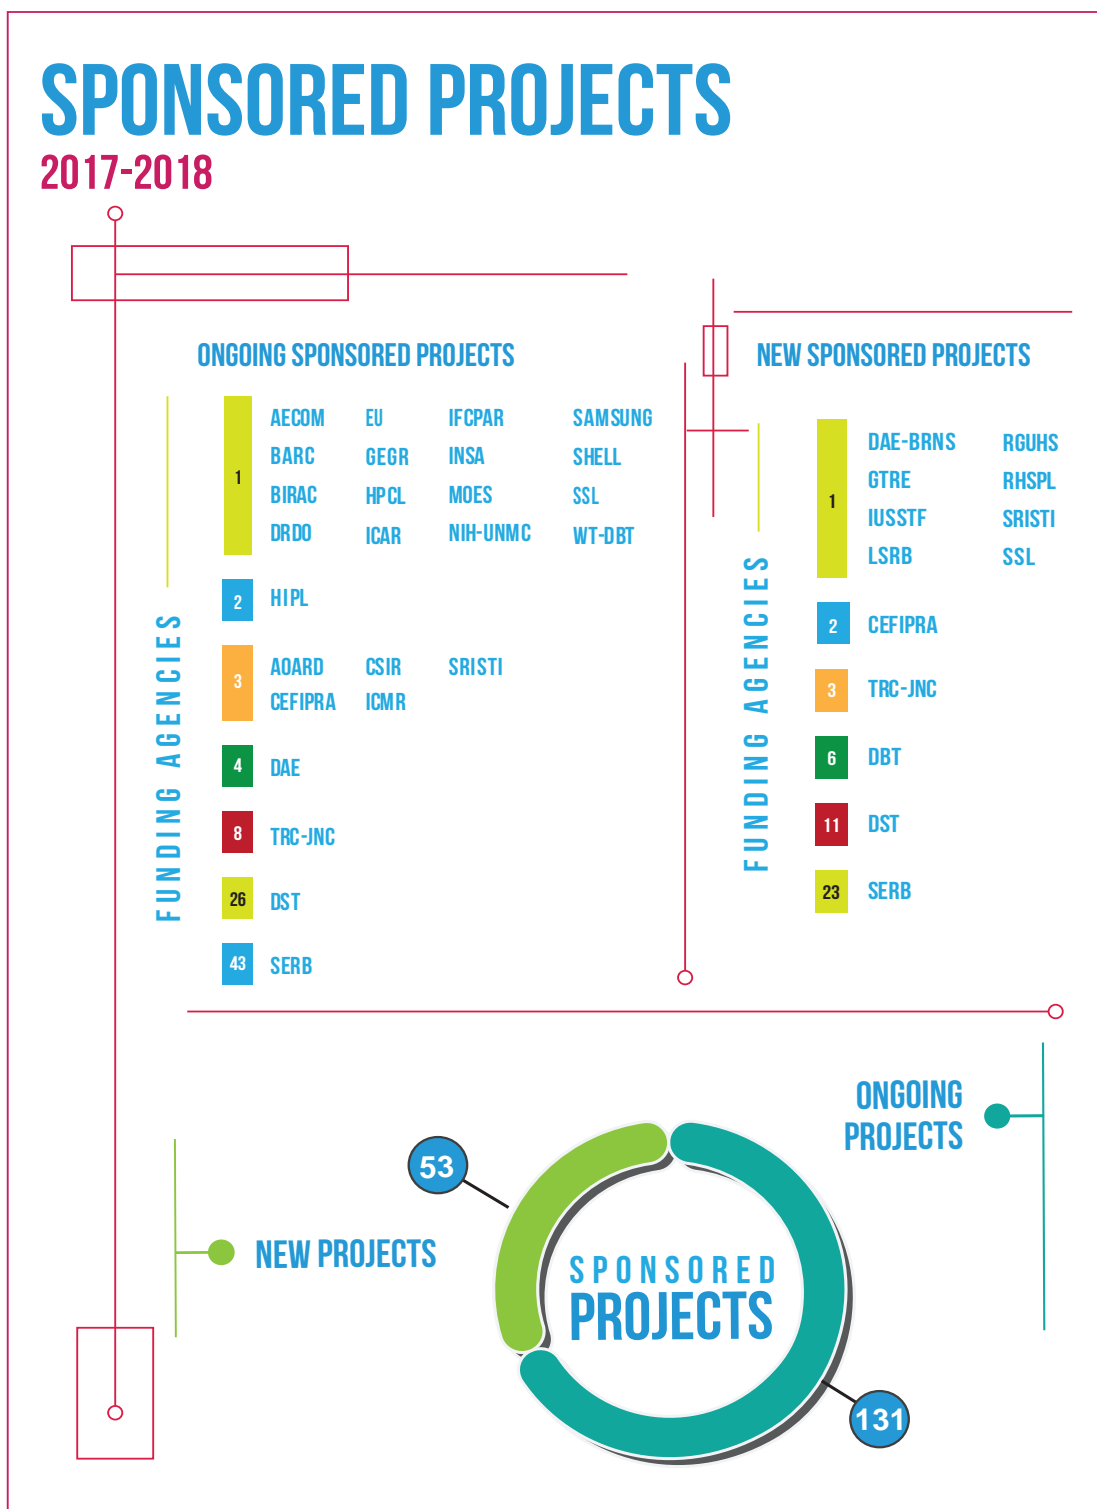 SPONSORED PROJECTS
2017-2018
ONGOING SPONSORED PROJECTS
FUNDING AGENCIES
1
AECOM EU IFCPAR SAMSUNG
BARC GEGR INSA SHELL
BIRAC HPCL MOES SSL
DRDO ICAR NIH-UNMC WT-DBT
2 HIPL
3
AOARD CSIR SRISTI
CEFIPRA ICMR
4 DAE
8 TRC-JNC
26 DST
43 SERB
NEW SPONSORED PROJECTS
FUNDING AGENCIES
1
DAE-BRNS RGUHS
GTRE RHSPL
IUSSTF SRISTI
LSRB SSL
2 CEFIPRA
3 TRC-JNC
6 DBT
11 DST
23 SERB
ONGOING
PROJECTS
53
NEW PROJECTS
SPONSORED
PROJECTS
131